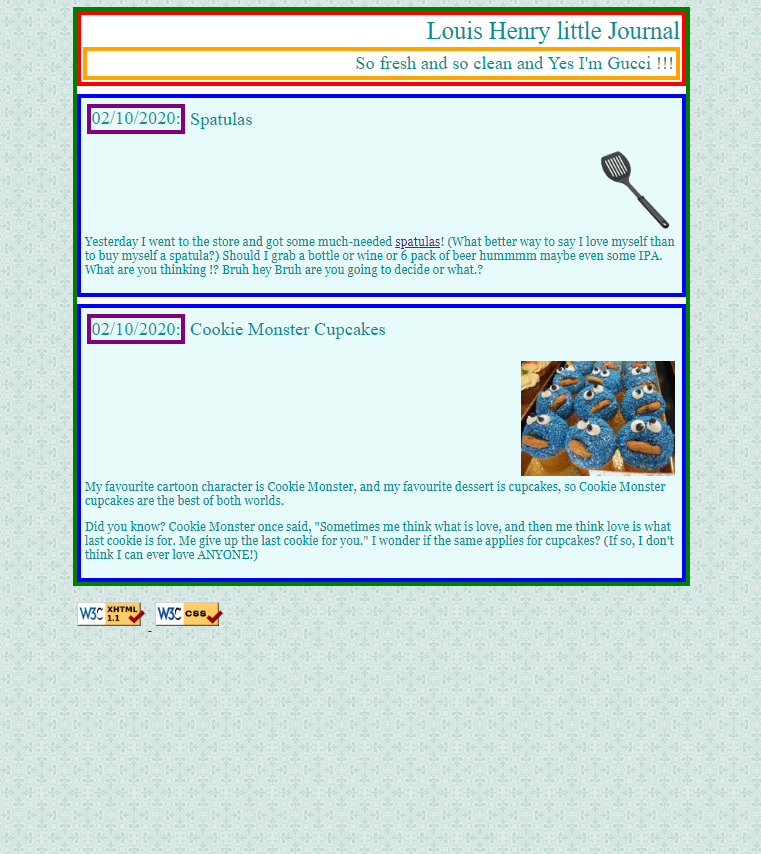 Louis Henry little Journal
So fresh and so clean and Yes I'm Gucci !!!
02/10/2020: Spatulas
Yesterday I went to the store and got some much-needed spatulas! (What better way to say I love myself than
to buy myself a spatula?) Should I grab a bottle or wine or 6 pack of beer hummmm maybe even some IPA.
What are you thinking !? Bruh hey Bruh are you going to decide or what.?
02/10/2020: Cookie Monster Cupcakes
My favourite cartoon character is Cookie Monster, and my favourite dessert is cupcakes, so Cookie Monster
cupcakes are the best of both worlds.
Did you know? Cookie Monster once said, "Sometimes me think what is love, and then me think love is what
last cookie is for. Me give up the last cookie for you." I wonder if the same applies for cupcakes? (If so, I don't
think I can ever love ANYONE!)
W3C XHTML 1.1 W3C CSS